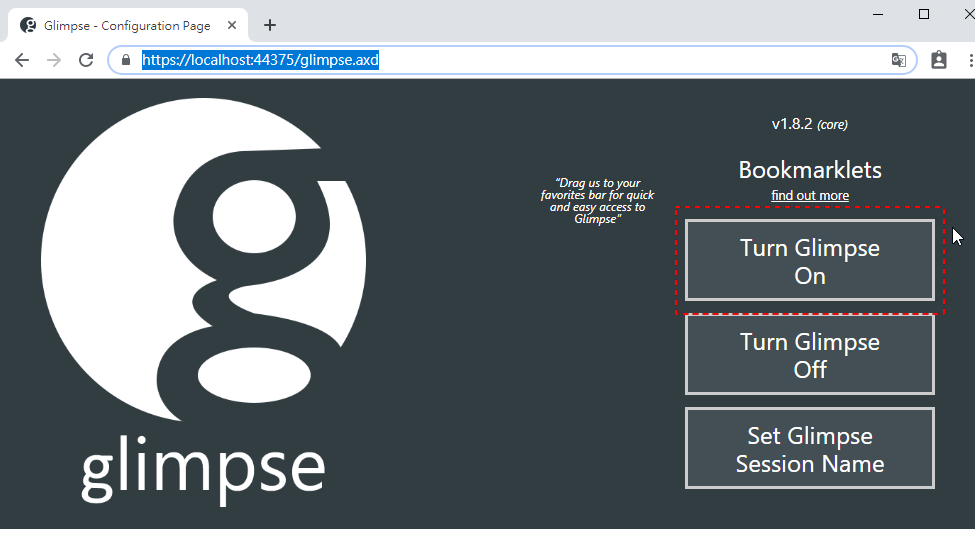 Glimpse - Configuration Page
https://localhost:44375/glimpse.axd
v1.8.2 (core)
Bookmarklets
find out more
“Drag us to your
favorites bar for quick
and easy access to
Glimpse”
Turn Glimpse
On
Turn Glimpse
Off
Set Glimpse
Session Name
g
glimpse